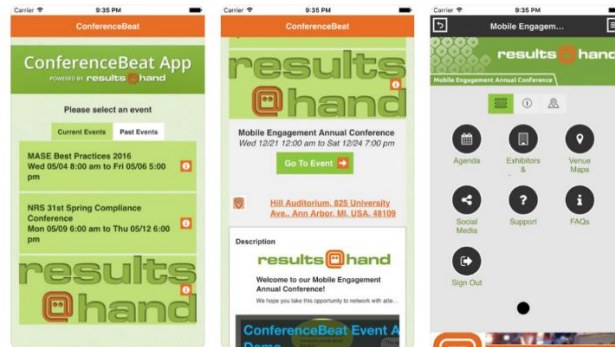 Carrier 9:35 PM
ConferenceBeat
ConferenceBeat App
POWERED BY results@hand
Please select an event
Current Events Past Events
MASE Best Practices 2016
Wed 05/04 8:00 am to Fri 05/06 5:00
pm
NRS 31st Spring Compliance
Conference
Mon 05/09 6:00 am to Thu 05/12 6:00
pm
results
@hand
Carrier 9:35 PM
ConferenceBeat
results
@hand
Mobile Engagement Annual Conference
Wed 12/21 12:00 am to Sat 12/24 7:00 pm
Go To Event
Hill Auditorium, 825 University
Ave., Ann Arbor, MI, USA, 48109
Description
results@hand
Welcome to our Mobile Engagement
Annual Conference!
We hope you take this opportunity to network with atte...
ConferenceBeat Event A
Carrier 9:35 PM
Mobile Engagem...
results@hand
Mobile Engagement Annual Conference
Agenda
Exhibitors
&
Venue
Maps
Social
Media
Support
FAQs
Sign Out